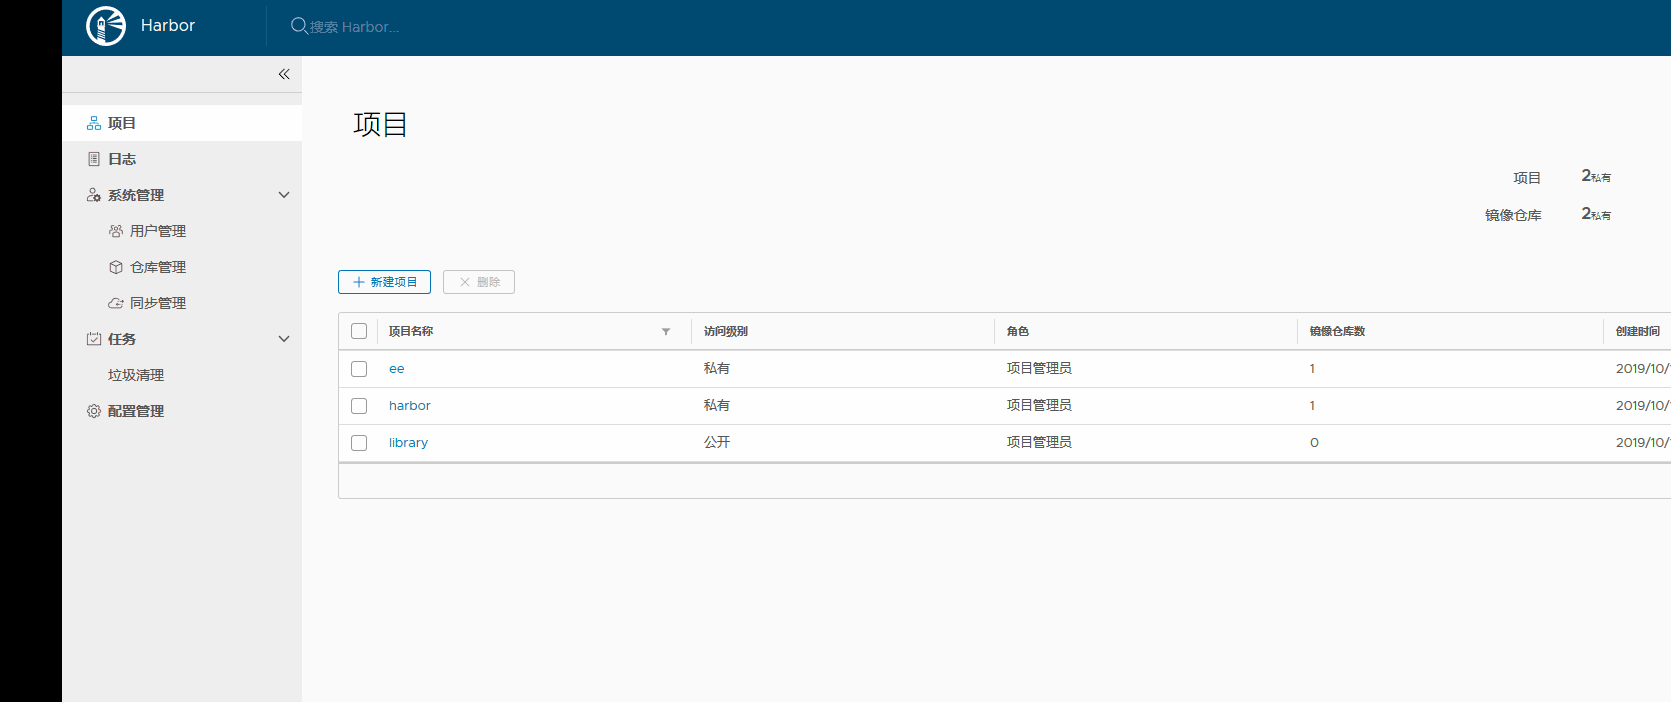 Harbor
搜索 Harbor...
项目
日志
系统管理
用户管理
仓库管理
同步管理
任务
垃圾清理
配置管理
项目
项目 2私有
镜像仓库 2私有
新建项目 删除
项目名称 访问级别 角色 镜像仓库数 创建时间
ee 私有 项目管理员 1 2019/10/
harbor 私有 项目管理员 1 2019/10/
library 公开 项目管理员 0 2019/10/